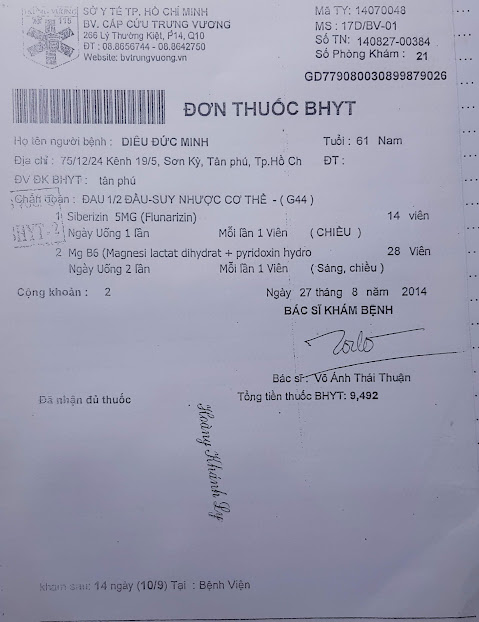 TRƯNG VƯƠNG
115
SỞ Y TẾ TP. HỒ CHÍ MINH
BV. CẤP CỨU TRƯNG VƯƠNG
266 Lý Thường Kiệt, P14, Q10
ĐT : 08.8656744 - 08.8642750
Website: bvtrungvuong.vn
Mã TY: 14070048
MS : 17D/BV-01
Số TN: 140827-00384
Số Phòng Khám : 21
GD779080030899879026
ĐƠN THUỐC BHYT
Họ tên người bệnh : DIÊU ĐỨC MINH Tuổi : 61 Nam
Địa chỉ : 75/12/24 Kênh 19/5, Sơn Kỳ, Tân phú, Tp.Hồ Ch ĐT :
ĐV ĐK BHYT : tân phú
Chẩn đoán : ĐAU 1/2 ĐẦU-SUY NHƯỢC CƠ THỂ - ( G44 )
BHYT-2
1 Siberizin 5MG (Flunarizin) 14 viên
Ngày Uống 1 lần Mỗi lần 1 Viên ( CHIỀU )
2 Mg B6 (Magnesi lactat dihydrat + pyridoxin hydro 28 Viên
Ngày Uống 2 lần Mỗi lần 1 Viên ( Sáng, chiều )
Cộng khoản : 2 Ngày 27 tháng 8 năm 2014
BÁC SĨ KHÁM BỆNH
Bác sĩ : Võ Ánh Thái Thuận
Đã nhận đủ thuốc Tổng tiền thuốc BHYT: 9,492
Hoàng Khánh Ly
khám sau: 14 ngày (10/9) Tại : Bệnh Viện